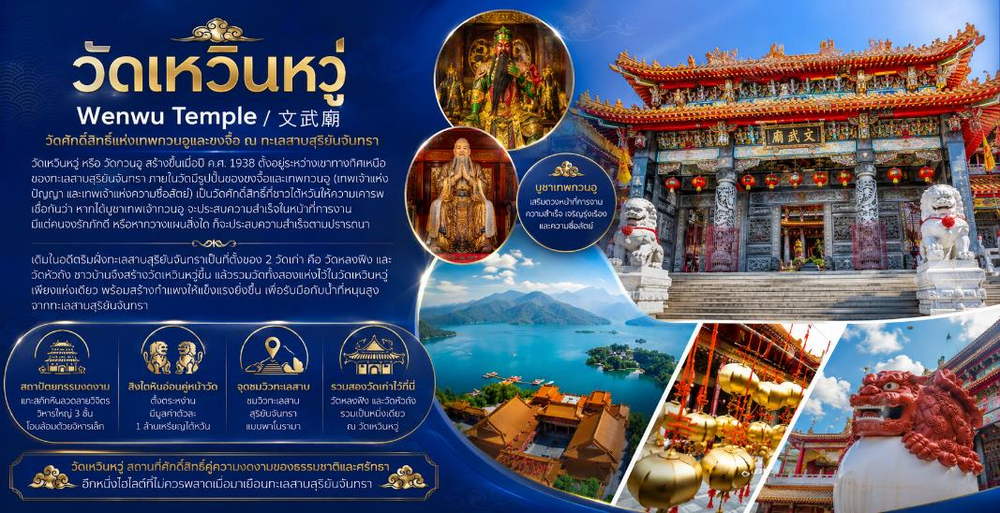 วัดเหวินหวู่
Wenwu Temple / 文武廟
วัดศักดิ์สิทธิ์แห่งเทพกวนอูและขงจื้อ ณ ทะเลสาบสุริยันจันทรา
วัดเหวินหวู่ หรือ วัดกวนอู สร้างขึ้นเมื่อปี ค.ศ. 1938 ตั้งอยู่ระหว่างเขาทางทิศเหนือ
ของทะเลสาบสุริยันจันทรา ภายในวัดมีรูปปั้นของขงจื้อและเทพกวนอู (เทพเจ้าแห่ง
ปัญญา และเทพเจ้าแห่งความซื่อสัตย์) เป็นวัดศักดิ์สิทธิ์ที่ชาวไต้หวันให้ความเคารพ
เชื่อกันว่า หากได้บูชาเทพเจ้ากวนอู จะประสบความสำเร็จในหน้าที่การงาน
มีแต่คนจงรักภักดี หรือหากวางแผนสิ่งใด ก็จะประสบความสำเร็จตามปรารถนา
เดิมในอดีตริมฝั่งทะเลสาบสุริยันจันทราเป็นที่ตั้งของ 2 วัดเก่า คือ วัดหลงฟ่ง และ
วัดหัวถัง ชาวบ้านจึงสร้างวัดเหวินหวู่ขึ้น แล้วรวมวัดทั้งสองแห่งไว้ในวัดเหวินหวู่
เพียงแห่งเดียว พร้อมสร้างกำแพงให้แข็งแรงยิ่งขึ้น เพื่อรับมือกับน้ำที่หนุนสูง
จากทะเลสาบสุริยันจันทรา
บูชาเทพกวนอู
เสริมดวงหน้าที่การงาน
ความสำเร็จ เจริญรุ่งเรือง
และความซื่อสัตย์
文武廟
สถาปัตยกรรมงดงาม
แกะสลักหินลวดลายวิจิตร
วิหารใหญ่ 3 ชั้น
โอบล้อมด้วยวิหารเล็ก
สิงโตหินอ่อนคู่หน้าวัด
ตั้งตระหง่าน
มีมูลค่าตัวละ
1 ล้านเหรียญไต้หวัน
จุดชมวิวทะเลสาบ
ชมวิวทะเลสาบ
สุริยันจันทรา
แบบพาโนรามา
รวมสองวัดเก่าไว้ที่นี่
วัดหลงฟ่ง และวัดหัวถัง
รวมเป็นหนึ่งเดียว
ณ วัดเหวินหวู่
วัดเหวินหวู่ สถานที่ศักดิ์สิทธิ์คู่ความงดงามของธรรมชาติและศรัทธา
อีกหนึ่งไฮไลต์ที่ไม่ควรพลาดเมื่อมาเยือนทะเลสาบสุริยันจันทรา